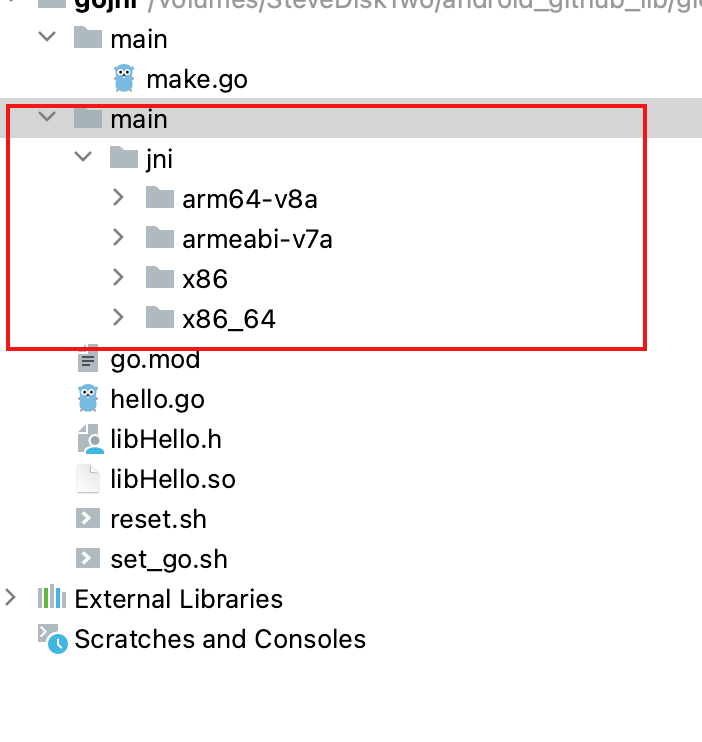 gojni /Volumes/SteveDiskTwo/android_github_lib/
main
make.go
main
jni
arm64-v8a
armeabi-v7a
x86
x86_64
go.mod
hello.go
libHello.h
libHello.so
reset.sh
set_go.sh
External Libraries
Scratches and Consoles